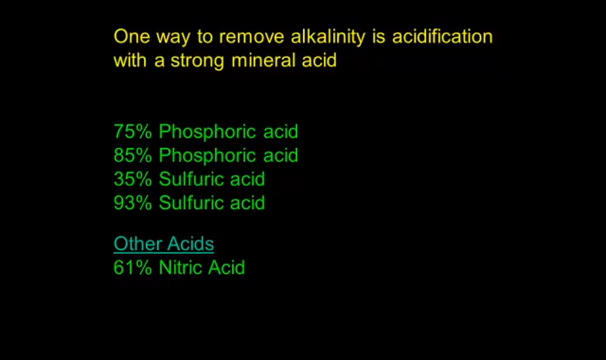 One way to remove alkalinity is acidification
with a strong mineral acid
75% Phosphoric acid
85% Phosphoric acid
35% Sulfuric acid
93% Sulfuric acid
Other Acids
61% Nitric Acid